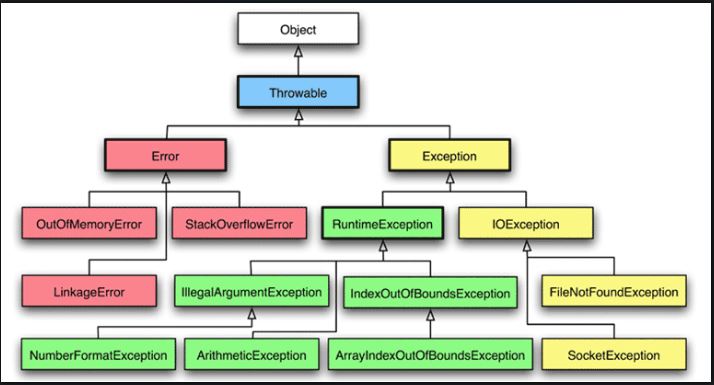 Object
Throwable
Error
Exception
OutOfMemoryError
StackOverflowError
RuntimeException
IOException
LinkageError
IllegalArgumentException
IndexOutOfBoundsException
FileNotFoundException
NumberFormatException
ArithmeticException
ArrayIndexOutOfBoundsException
SocketException